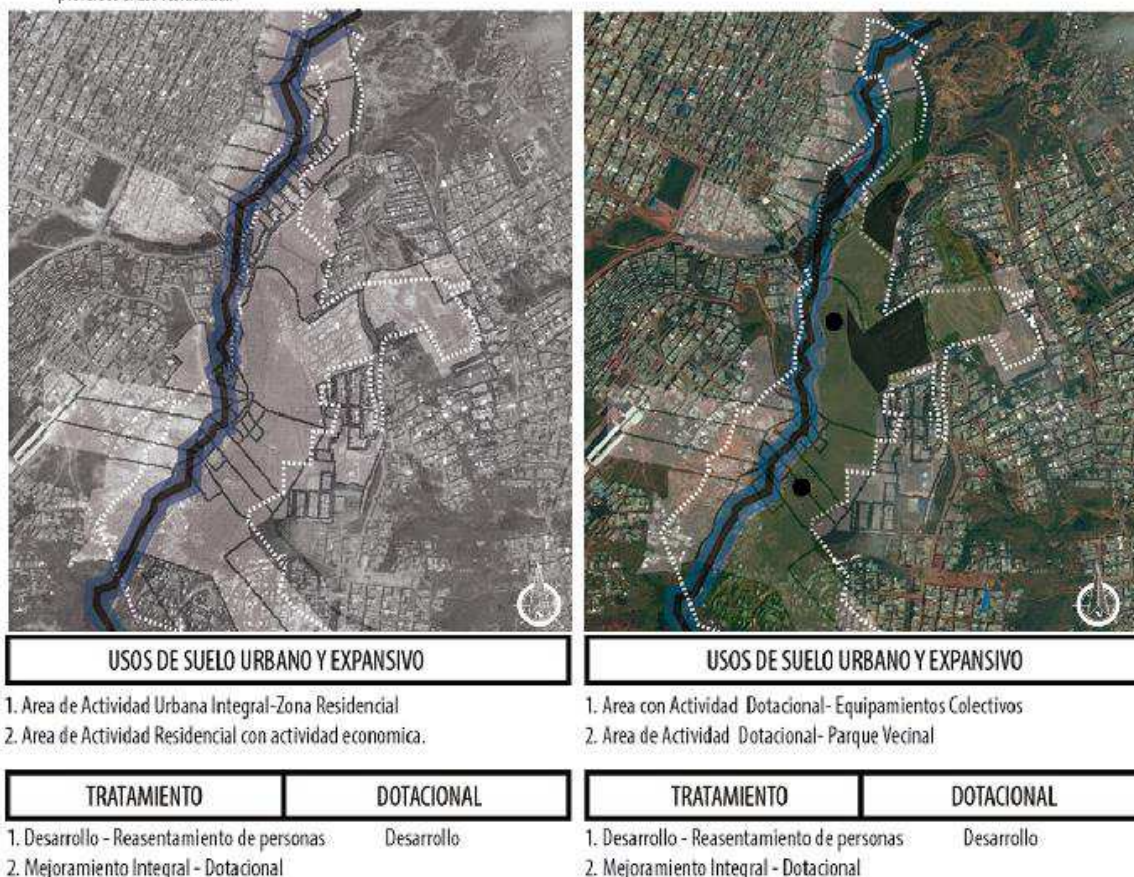 USOS DE SUELO URBANO Y EXPANSIVO
1. Area de Actividad Urbana Integral-Zona Residencial
2. Area de Actividad Residencial con actividad economica.
TRATAMIENTO DOTACIONAL
1. Desarrollo - Reasentamiento de personas Desarrollo
2. Mejoramiento Integral - Dotacional
USOS DE SUELO URBANO Y EXPANSIVO
1. Area con Actividad Dotacional- Equipamientos Colectivos
2. Area de Actividad Dotacional- Parque Vecinal
TRATAMIENTO DOTACIONAL
1. Desarrollo - Reasentamiento de personas Desarrollo
2. Mejoramiento Integral - Dotacional